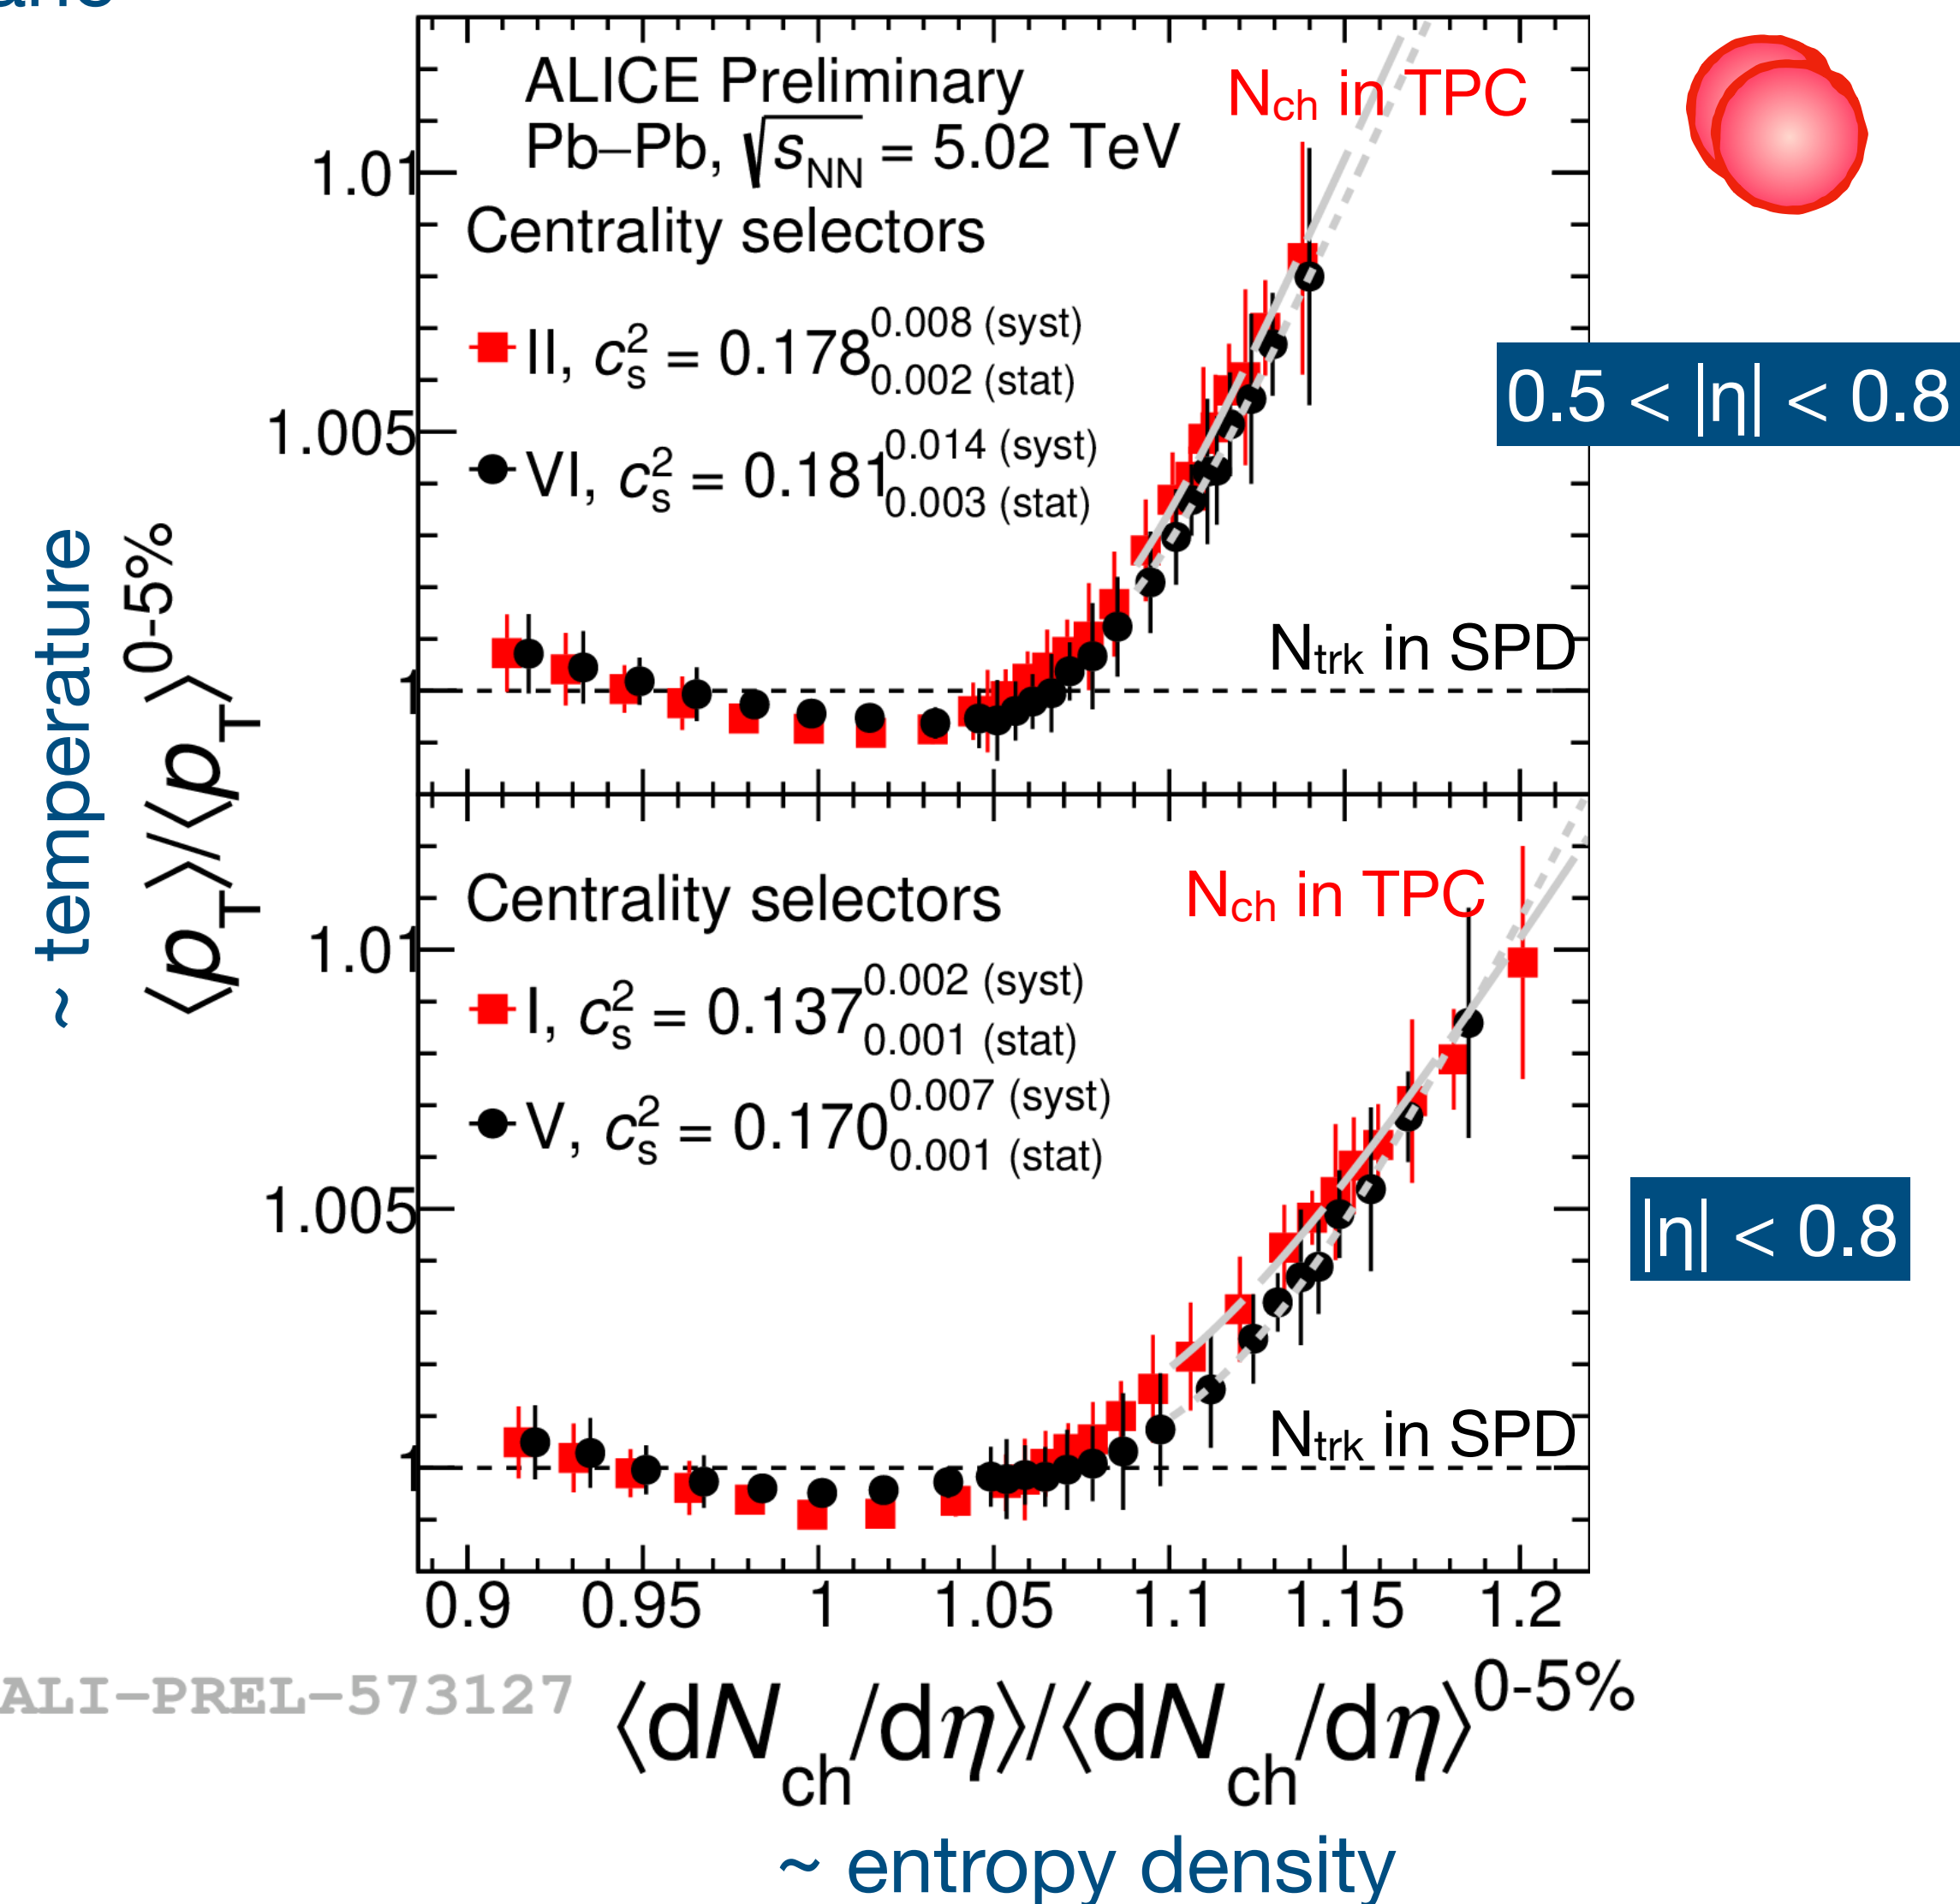 ALICE Preliminary
Pb–Pb, √sNN = 5.02 TeV
Centrality selectors
II, cs2 = 0.178 0.008 (syst) 0.002 (stat)
VI, cs2 = 0.181 0.014 (syst) 0.003 (stat)
Nch in TPC
Ntrk in SPD
0.5 < |η| < 0.8
1.01
1.005
1
~ temperature
⟨pT⟩/⟨pT⟩0-5%
Centrality selectors
I, cs2 = 0.137 0.002 (syst) 0.001 (stat)
V, cs2 = 0.170 0.007 (syst) 0.001 (stat)
Nch in TPC
Ntrk in SPD
|η| < 0.8
1.01
1.005
1
0.9 0.95 1 1.05 1.1 1.15 1.2
ALI-PREL-573127
⟨dNch/dη⟩/⟨dNch/dη⟩0-5%
~ entropy density